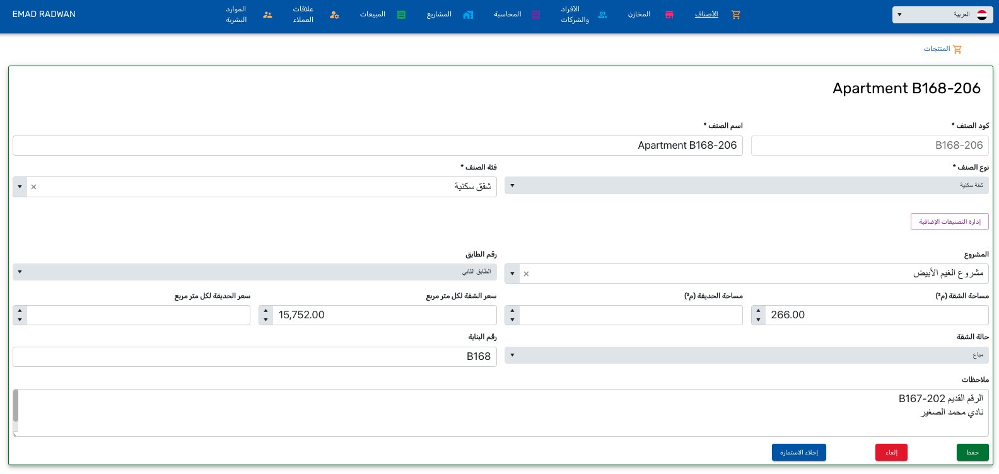 العربية
الأصناف
المخازن
الأفراد
والشركات
المحاسبة
المشاريع
المبيعات
علاقات
العملاء
الموارد
البشرية
EMAD RADWAN
المنتجات
Apartment B168-206
كود الصنف *
اسم الصنف *
B168-206
Apartment B168-206
نوع الصنف *
فئة الصنف *
شقة سكنية
شقق سكنية
إدارة التصنيفات الإضافية
المشروع
رقم الطابق
مشروع الغيم الأبيض
الطابق الثاني
مساحة الشقة (م²)
مساحة الحديقة (م²)
سعر الشقة لكل متر مربع
سعر الحديقة لكل متر مربع
266.00
15,752.00
حالة الشقة
رقم البناية
مباع
B168
ملاحظات
الرقم القديم B167-202
نادي محمد الصغير
حفظ
إلغاء
إخلاء الاستمارة